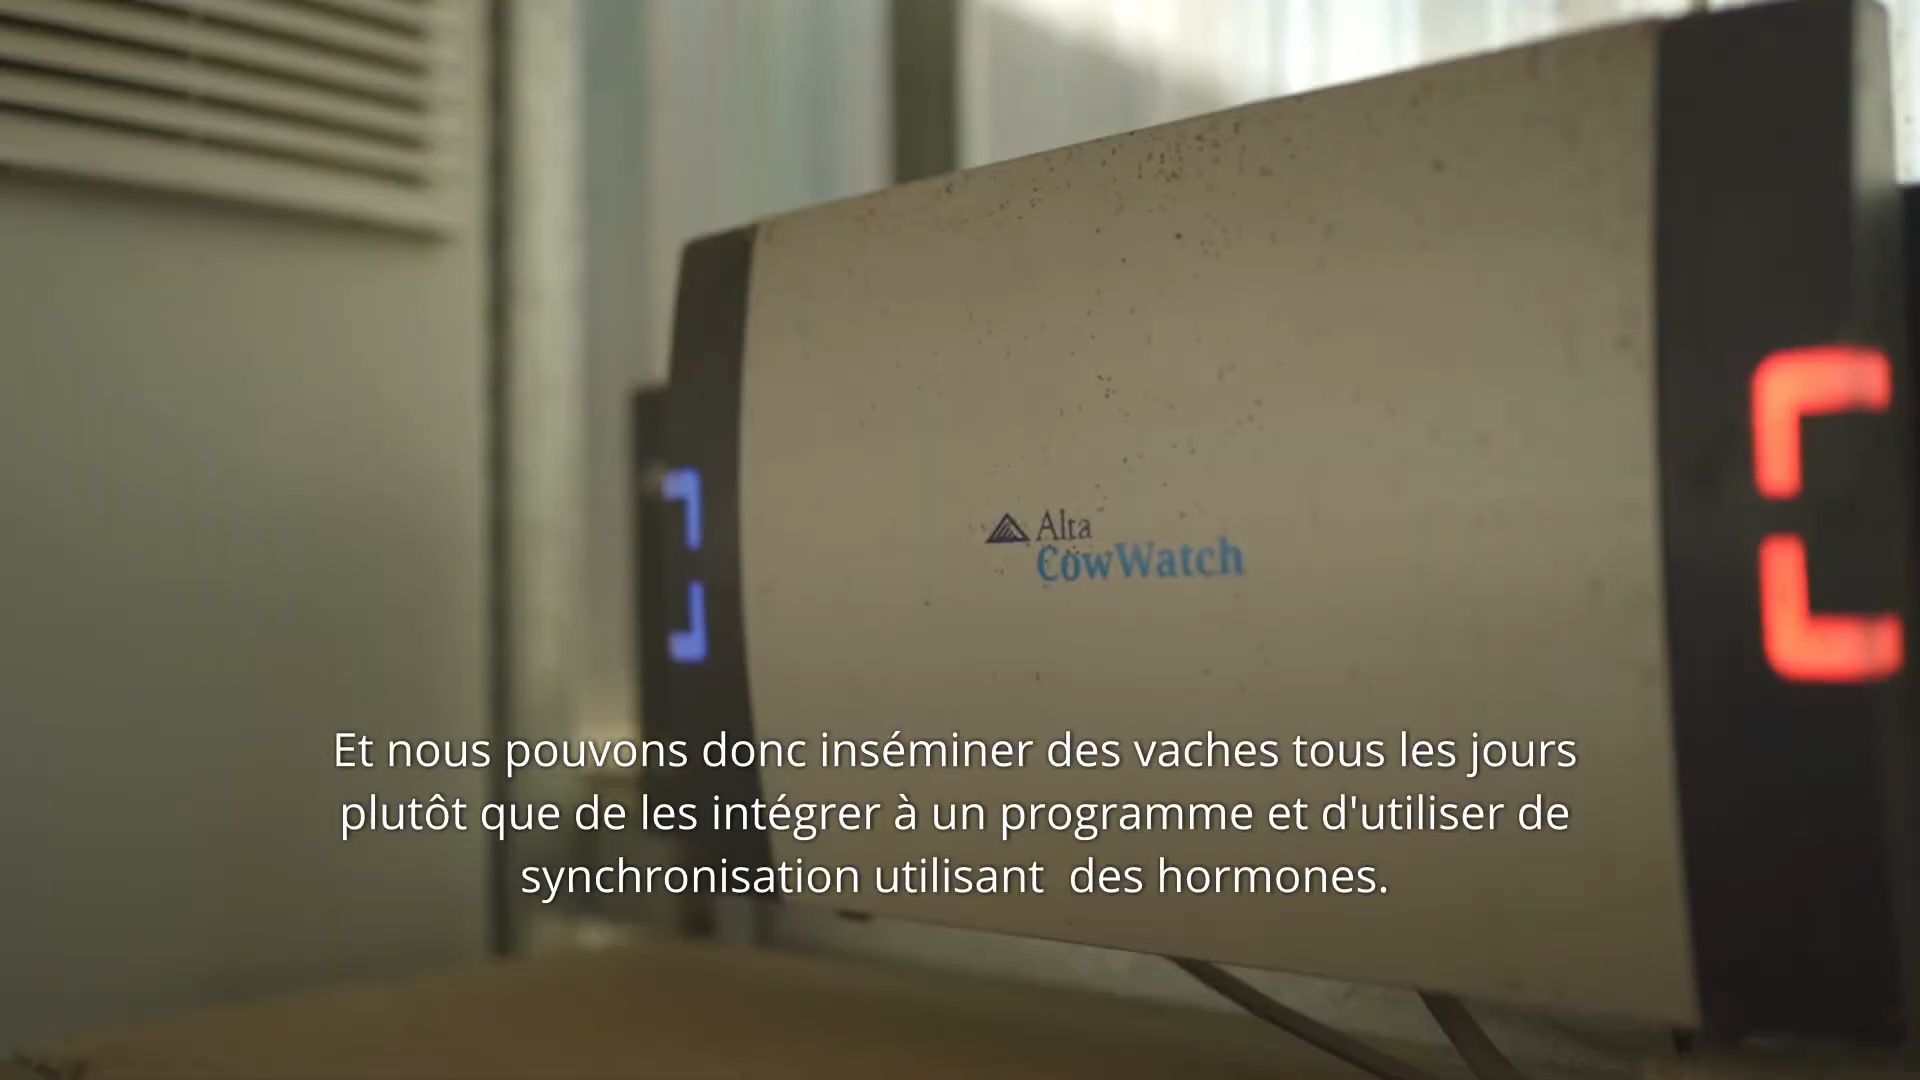 Alta
CowWatch
Et nous pouvons donc inséminer des vaches tous les jours
plutôt que de les intégrer à un programme et d'utiliser de
synchronisation utilisant  des hormones.